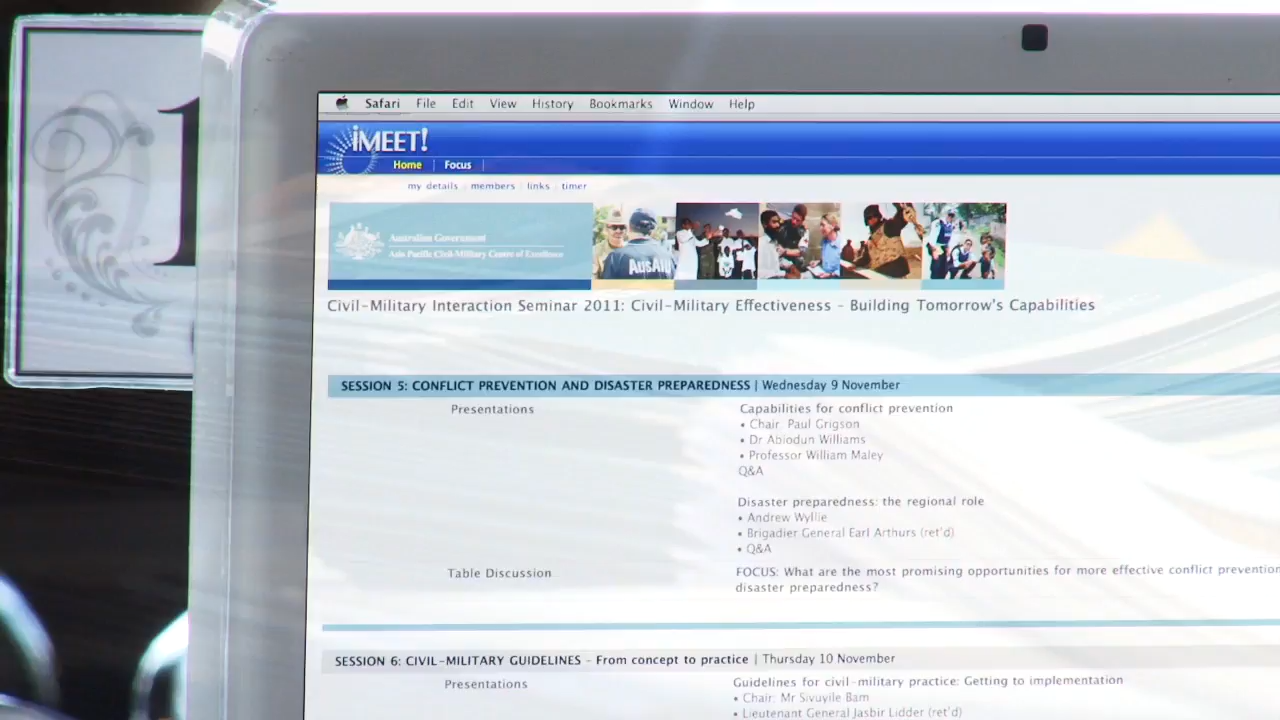 1
Safari File Edit View History Bookmarks Window Help
iMEET!
Home Focus
my details members links timer
Australian Government
Asia Pacific Civil-Military Centre of Excellence
AusAID
Civil-Military Interaction Seminar 2011: Civil-Military Effectiveness - Building Tomorrow's Capabilities
SESSION 5: CONFLICT PREVENTION AND DISASTER PREPAREDNESS | Wednesday 9 November
Presentations
Capabilities for conflict prevention
• Chair Paul Grigson
• Dr Abiodun Williams
• Professor William Maley
Q&A
Disaster preparedness: the regional role
• Andrew Wyllie
• Brigadier General Earl Arthurs (ret'd)
• Q&A
Table Discussion
FOCUS: What are the most promising opportunities for more effective conflict prevention
disaster preparedness?
SESSION 6: CIVIL-MILITARY GUIDELINES - From concept to practice | Thursday 10 November
Presentations
Guidelines for civil-military practice: Getting to implementation
• Chair: Mr Sivuyile Bam
• Lieutenant General Jasbir Lidder (ret'd)